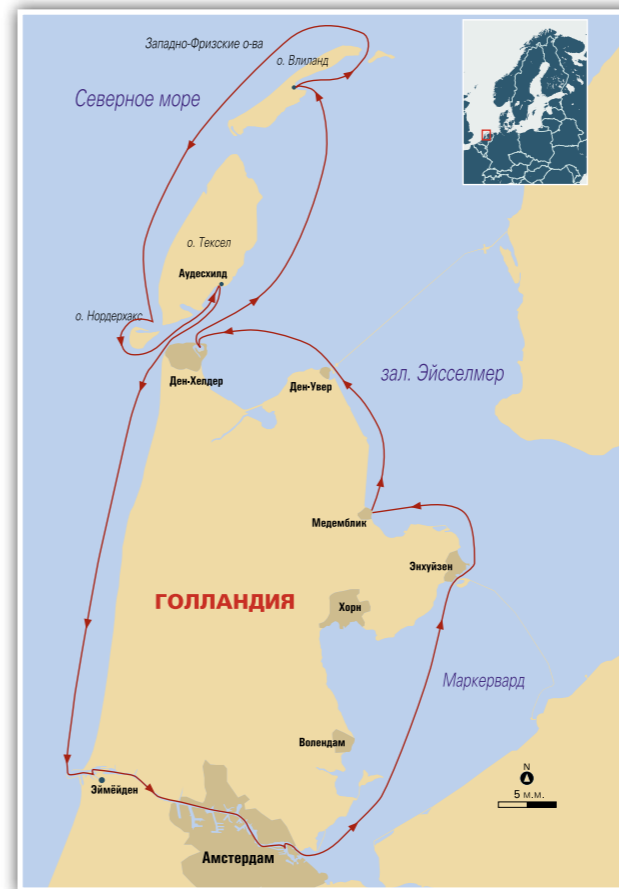 Западно-Фризские о-ва
о. Влиланд
Северное море
о. Тексел
Аудесхилд
о. Нордерхакс
Ден-Хелдер
Ден-Увер
зал. Эйсселмер
Медемблик
Энхуйзен
ГОЛЛАНДИЯ
Хорн
Маркервард
Волендам
N
5 М.М.
Эймёйден
Амстердам